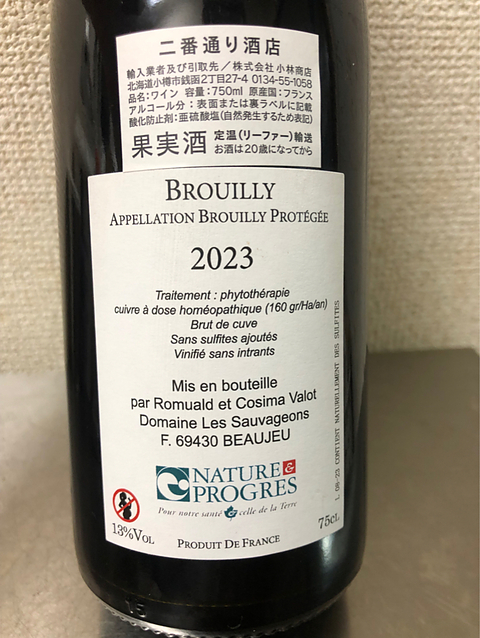 二番通り酒店
輸入業者及び引取先／株式会社 小林商店
北海道小樽市銭函2丁目27-4 0134-55-1058
品名：ワイン 容量：750ml 原産国：フランス
アルコール分：表面または裏ラベルに記載
酸化防止剤：亜硫酸塩(自然発生するため表記)
果実酒 定温（リーファー）輸送
お酒は20歳になってから
BROUILLY
APPELLATION BROUILLY PROTÉGÉE
2023
Traitement : phytothérapie
cuivre à dose homéopathique (160 gr/Ha/an)
Brut de cuve
Sans sulfites ajoutés
Vinifié sans intrants
Mis en bouteille
par Romuald et Cosima Valot
Domaine Les Sauvageons
F. 69430 BEAUJEU
NATURE &
PROGRES
Pour notre santé & celle de la Terre
13%VOL
75cL
PRODUIT DE FRANCE
L 08-23 CONTIENT NATURELLEMENT DES SULFITES